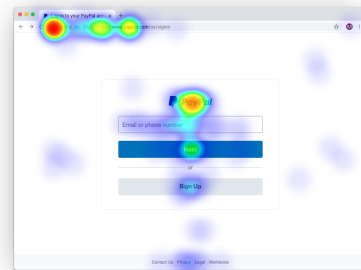 Log in to your PayPal
PayPal
Email or phone number
Next
or
Sign Up
Contact Us Privacy Legal Worldwide